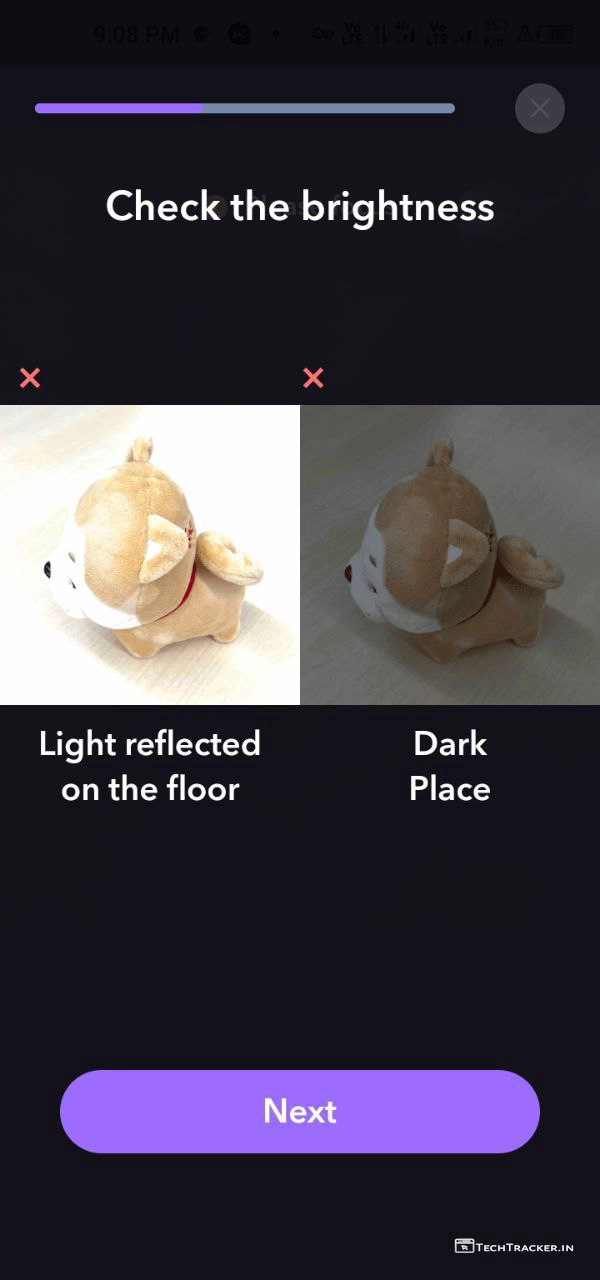 9:08 PM
Vo
LTE
4G
Vo
LTE
35.7
K/s
Check the brightness
Light reflected
on the floor
Dark
Place
Next
TECHTRACKER.IN